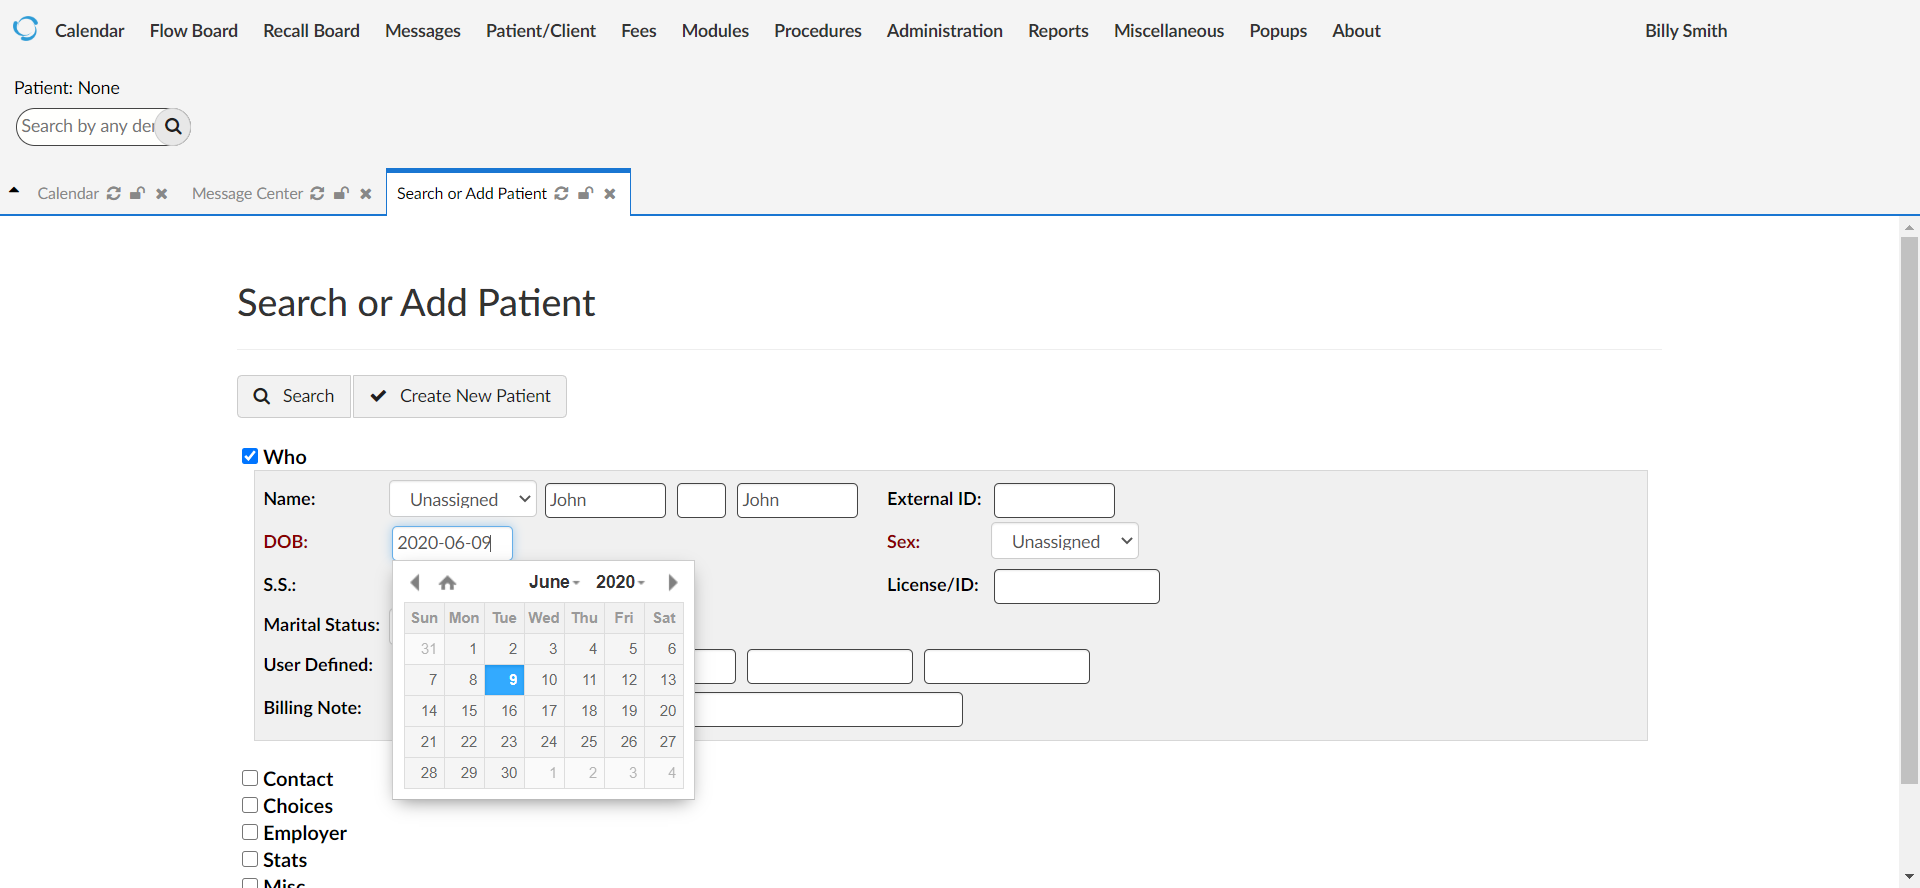 Calendar Flow Board Recall Board Messages Patient/Client Fees Modules Procedures Administration Reports Miscellaneous Popups About Billy Smith
Patient: None
Search by any der
Calendar Message Center Search or Add Patient
Search or Add Patient
Search Create New Patient
Who
Name: Unassigned John John External ID:
DOB: 2020-06-09 Sex: Unassigned
June 2020
S.S.: License/ID:
Sun Mon Tue Wed Thu Fri Sat
Marital Status:
31 1 2 3 4 5 6
User Defined:
7 8 9 10 11 12 13
Billing Note:
14 15 16 17 18 19 20
21 22 23 24 25 26 27
28 29 30 1 2 3 4
Contact
Choices
Employer
Stats
Misc